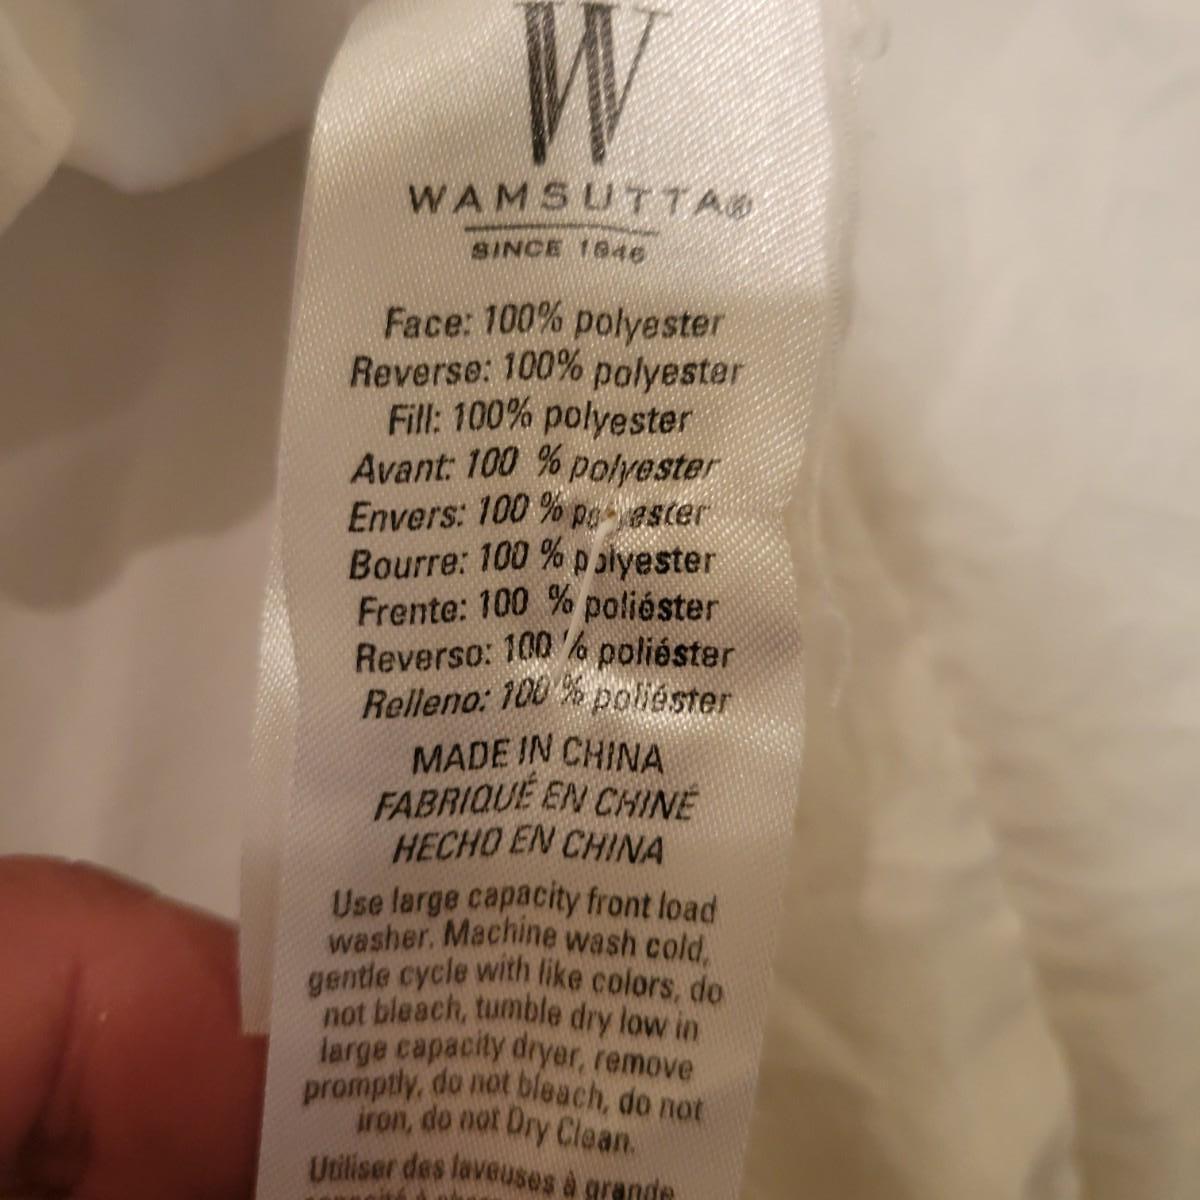 W
WAMSUTTA®
SINCE 1846
Face: 100% polyester
Reverse: 100% polyester
Fill: 100% polyester
Avant: 100 % polyester
Envers: 100 % polyester
Bourre: 100 % polyester
Frente: 100 % poliéster
Reverso: 100 % poliéster
Relleno: 100 % poliéster
MADE IN CHINA
FABRIQUÉ EN CHINÉ
HECHO EN CHINA
Use large capacity front load
washer. Machine wash cold,
gentle cycle with like colors, do
not bleach, tumble dry low in
large capacity dryer, remove
promptly, do not bleach, do not
iron, do not Dry Clean.
Utiliser des laveuses à grande